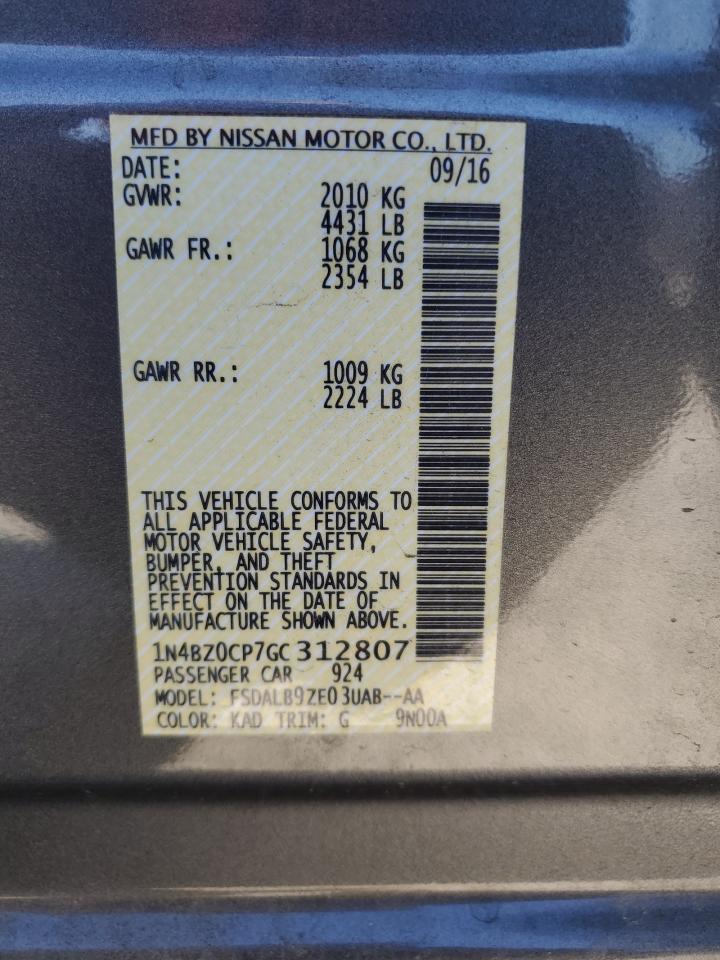 MFD BY NISSAN MOTOR CO., LTD.
DATE: 09/16
GVWR: 2010 KG
4431 LB
GAWR FR.: 1068 KG
2354 LB
GAWR RR.: 1009 KG
2224 LB
THIS VEHICLE CONFORMS TO
ALL APPLICABLE FEDERAL
MOTOR VEHICLE SAFETY,
BUMPER, AND THEFT
PREVENTION STANDARDS IN
EFFECT ON THE DATE OF
MANUFACTURE SHOWN ABOVE.
1N4BZ0CP7GC312807
PASSENGER CAR 924
MODEL: FSDALB9ZE03UAB--AA
COLOR: KAD TRIM: G 9N00A